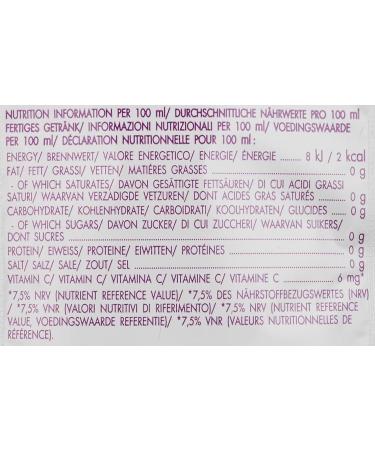 NUTRITION INFORMATION PER 100 ml/ DURCHSCHNITTLICHE NÄHRWERTE PRO 100 ml
FERTIGES GETRÄNK/ INFORMAZIONI NUTRIZIONALI PER 100 ml/ VOEDINGSWAARDE
PER 100 ml/ DÉCLARATION NUTRITIONNELLE POUR 100 ml :
ENERGY/ BRENNWERT/ VALORE ENERGETICO/ ENERGIE/ ÉNERGIE ........ 8 kJ / 2 kcal
FAT/ FETT/ GRASSI/ VETTEN/ MATIÈRES GRASSES ........ 0 g
- OF WHICH SATURATES/ DAVON GESÄTTIGTE FETTSÄUREN/ DI CUI ACIDI GRASSI
SATURI/ WAARVAN VERZADIGDE VETZUREN/ DONT ACIDES GRAS SATURÉS ........ 0 g
CARBOHYDRATE/ KOHLENHYDRATE/ CARBOIDRATI/ KOOLHYDRATEN/ GLUCIDES ........ 0 g
- OF WHICH SUGARS/ DAVON ZUCKER/ DI CUI ZUCCHERI/ WAARVAN SUIKERS/
DONT SUCRES ........ 0 g
PROTEIN/ EIWEISS/ PROTEINE/ EIWITTEN/ PROTÉINES ........ 0 g
SALT/ SALZ/ SALE/ ZOUT/ SEL ........ 0 g
VITAMIN C/ VITAMIN C/ VITAMINA C/ VITAMINE C/ VITAMINE C ........ 6 mg*
*7,5% NRV (NUTRIENT REFERENCE VALUE)/ *7,5% DES NÄHRSTOFFBEZUGSWERTES (NRV)
/ *7,5% VNR (VALORI NUTRITIVI DI RIFERIMENTO)/ *7,5% NRV (NUTRIENT REFERENCE
VALUE, VOEDINGSWAARDE REFERENTIE)/ *7,5% VNR (VALEURS NUTRITIONNELLES DE
RÉFÉRENCE).